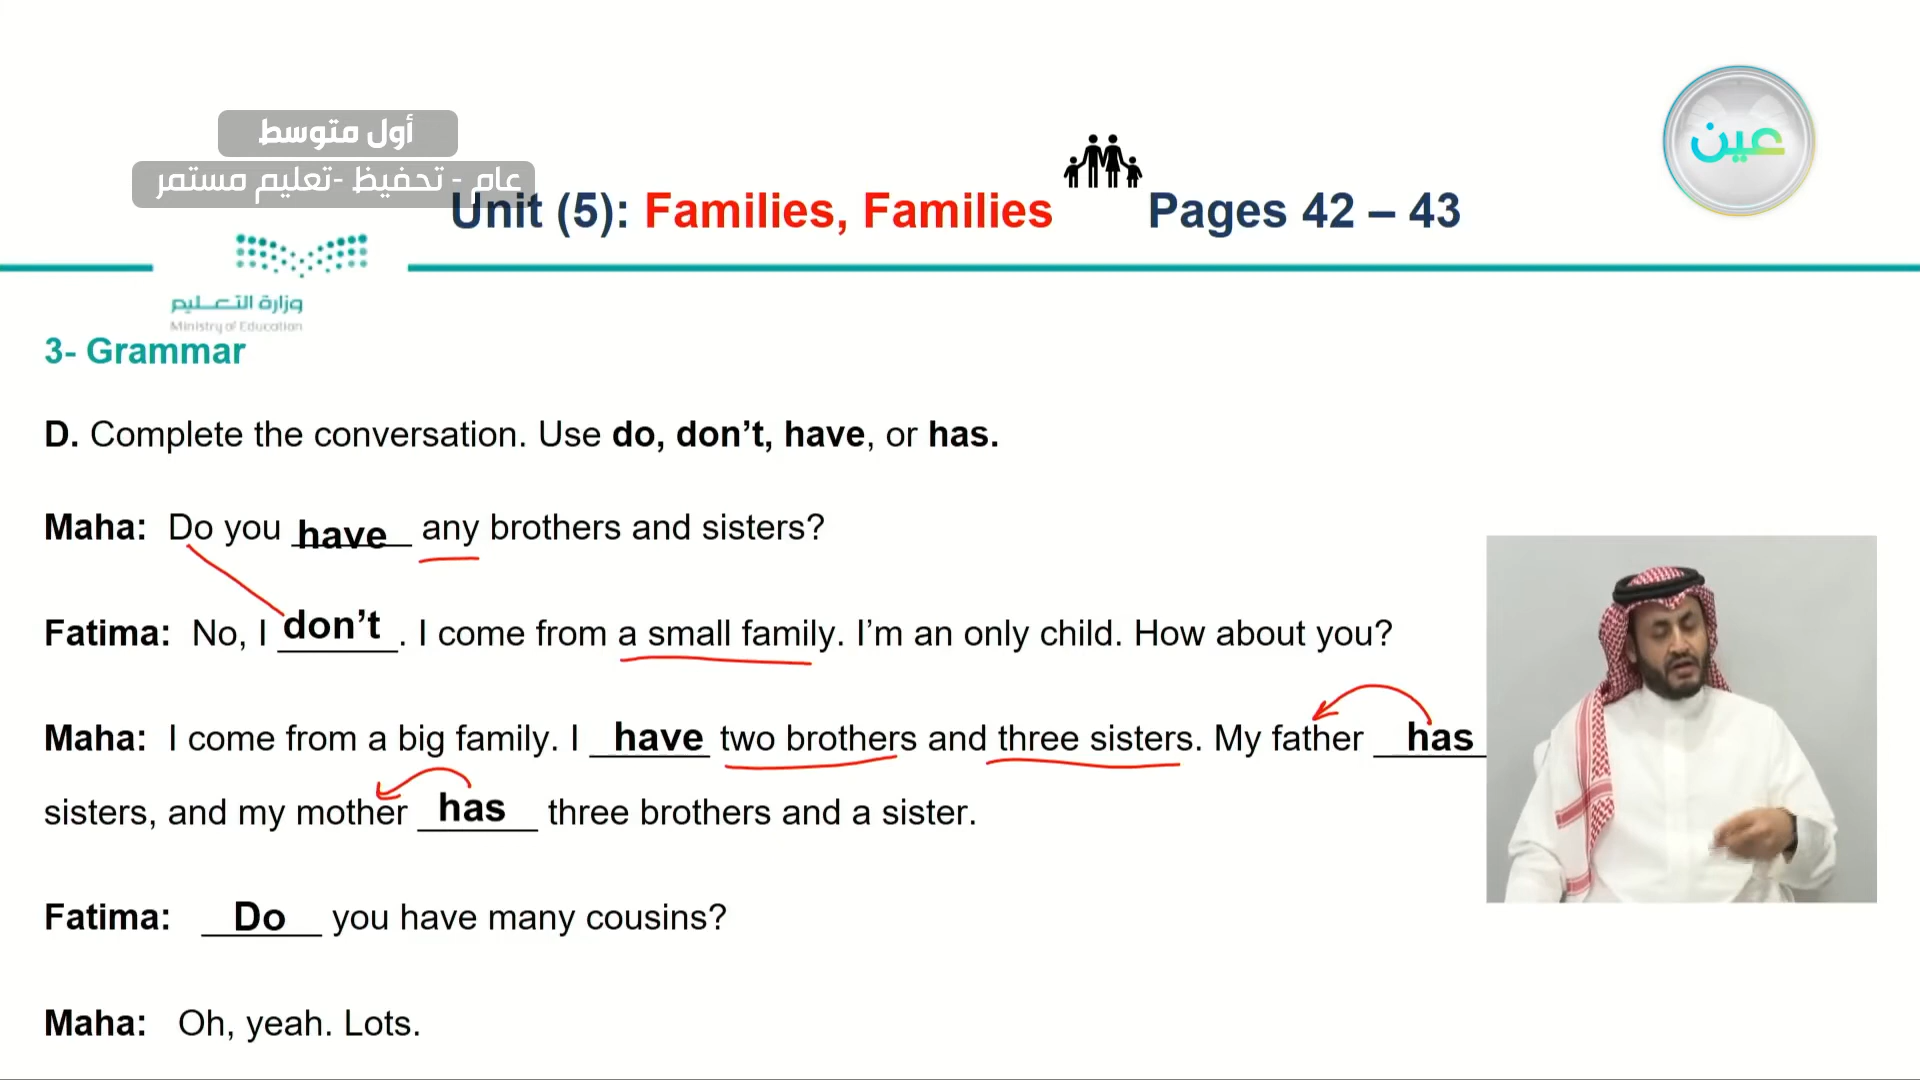 أول متوسط
عام - تحفيظ -تعليم مستمر
عين
Unit (5): Families, Families Pages 42 – 43
وزارة التعليم
Ministry of Education
3- Grammar
D. Complete the conversation. Use do, don’t, have, or has.
Maha: Do you have any brothers and sisters?
Fatima: No, I don’t. I come from a small family. I’m an only child. How about you?
Maha: I come from a big family. I have two brothers and three sisters. My father has
sisters, and my mother has three brothers and a sister.
Fatima: Do you have many cousins?
Maha: Oh, yeah. Lots.